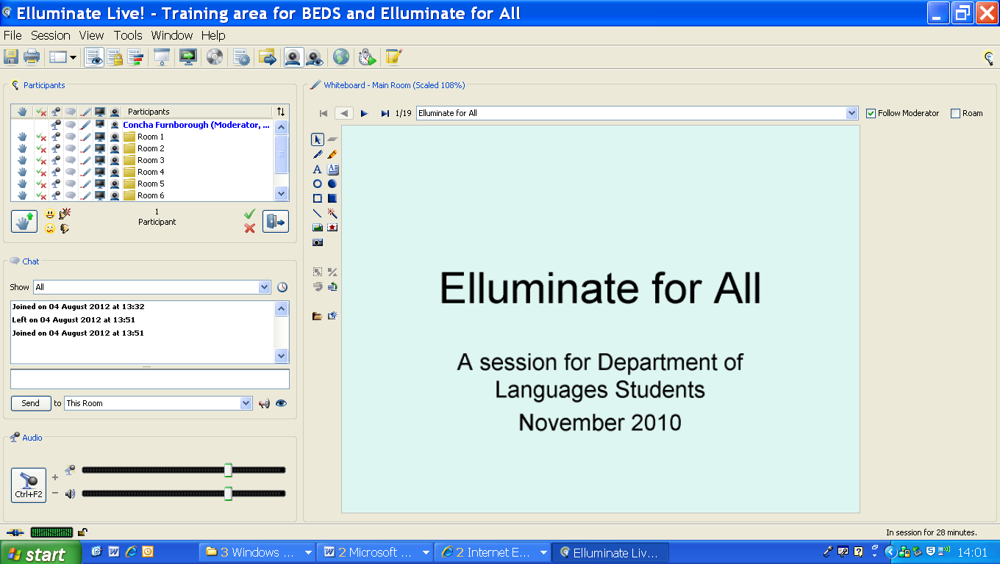 Elluminate Live! - Training area for BEDS and Elluminate for All
File Session View Tools Window Help
Participants
Participants
Concha Furnborough (Moderator, ...
Room 1
Room 2
Room 3
Room 4
Room 5
Room 6
1
Participant
Chat
Show All
Joined on 04 August 2012 at 13:32
Left on 04 August 2012 at 13:51
Joined on 04 August 2012 at 13:51
Send to This Room
Audio
Ctrl+F2
Whiteboard - Main Room (Scaled 108%)
1/19 Elluminate for All Follow Moderator Roam
A
A
Elluminate for All
A session for Department of
Languages Students
November 2010
In session for 28 minutes.
start 3 Windows ... 2 Microsoft ... 2 Internet E... Elluminate Liv... 14:01